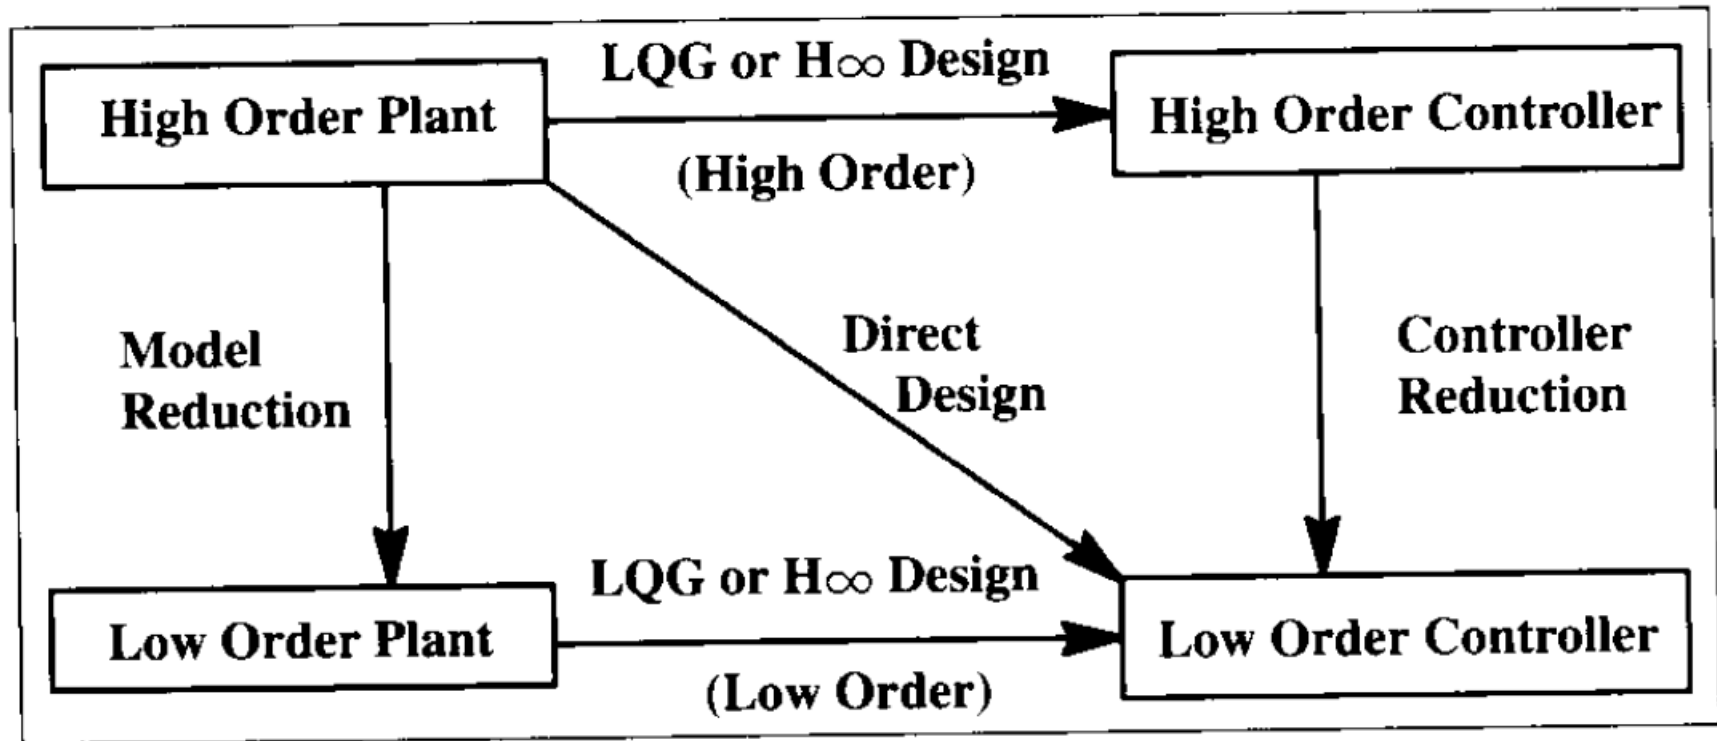 LQG or H∞ Design
High Order Plant
High Order Controller
(High Order)
Model
Reduction
Direct
Design
Controller
Reduction
LQG or H∞ Design
Low Order Plant
Low Order Controller
(Low Order)